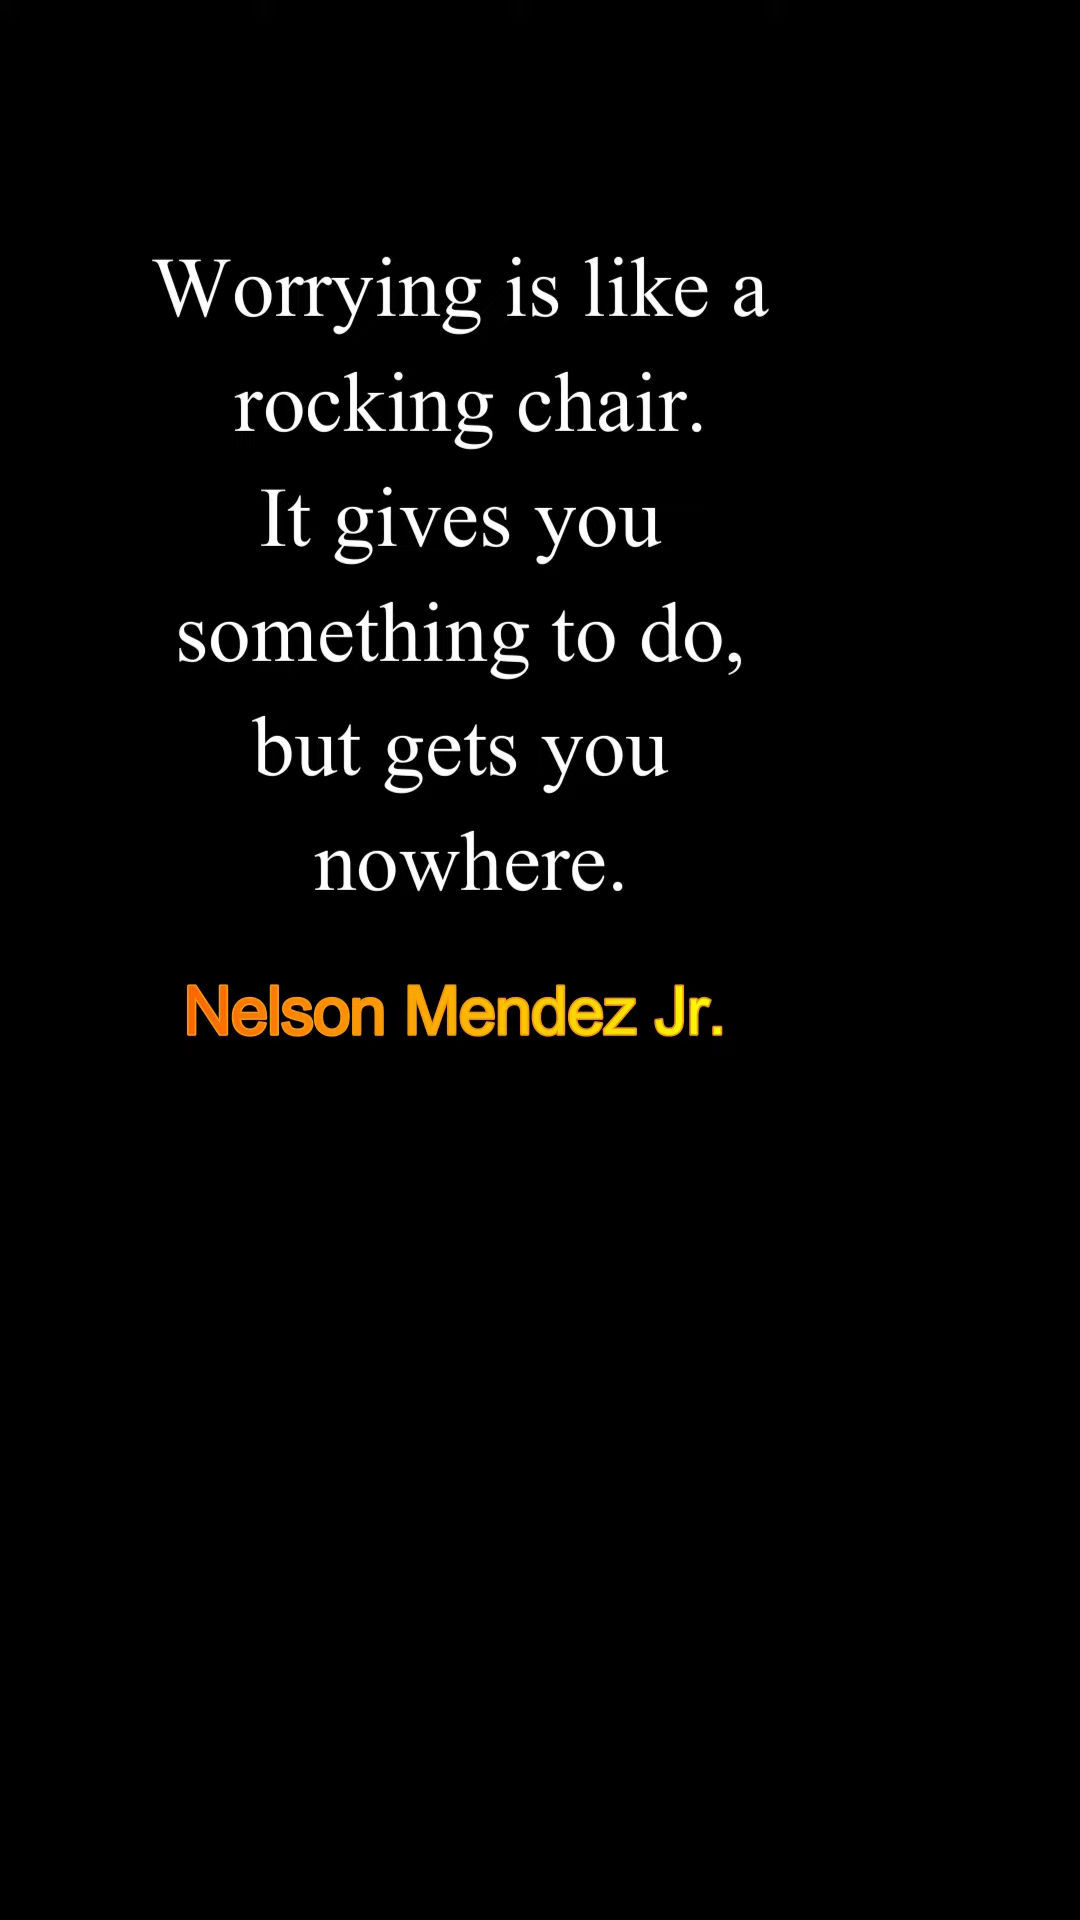 Worrying is like a
rocking chair.
It gives you
something to do,
but gets you
nowhere.
Nelson Mendez Jr.